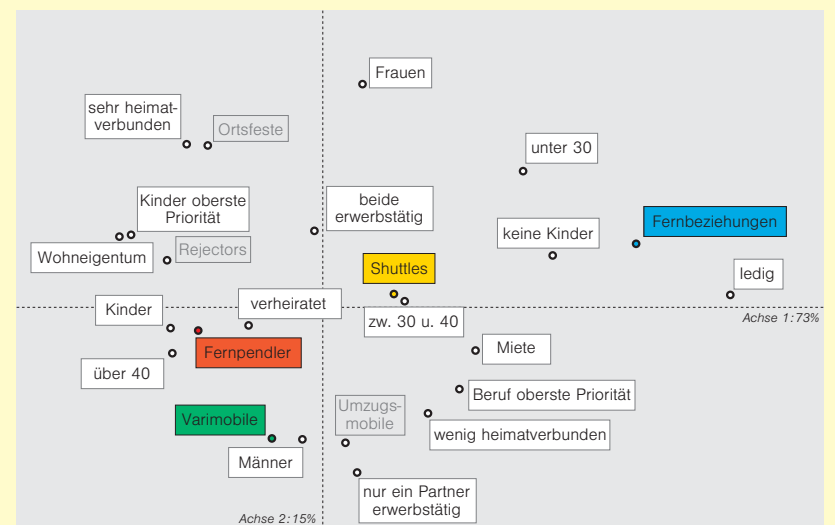 Frauen
sehr heimat-
verbunden
Ortsfeste
unter 30
Kinder oberste
Priorität
beide
erwerbstätig
Fernbeziehungen
keine Kinder
Wohneigentum
Rejectors
Shuttles
ledig
Kinder
verheiratet
zw. 30 u. 40
Achse 1:73%
Fernpendler
Miete
über 40
Beruf oberste Priorität
Varimobile
Umzugs-
mobile
wenig heimatverbunden
Männer
nur ein Partner
erwerbstätig
Achse 2:15%